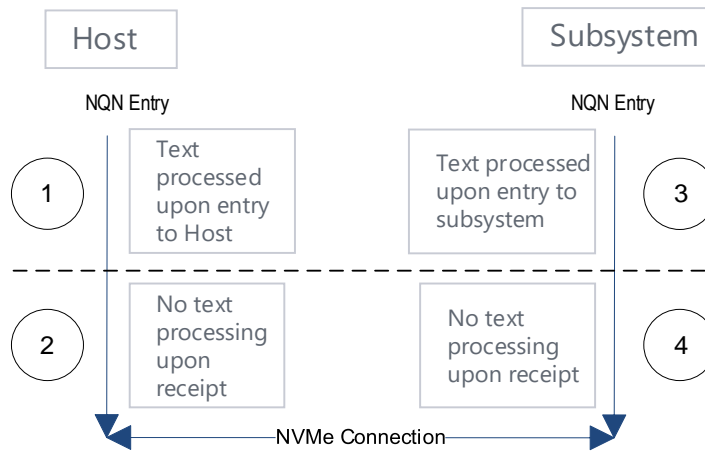 Host
Subsystem
NQN Entry
NQN Entry
1
Text
processed
upon entry
to Host
Text processed
upon entry to
subsystem
3
2
No text
processing
upon
receipt
No text
processing
upon receipt
4
NVMe Connection